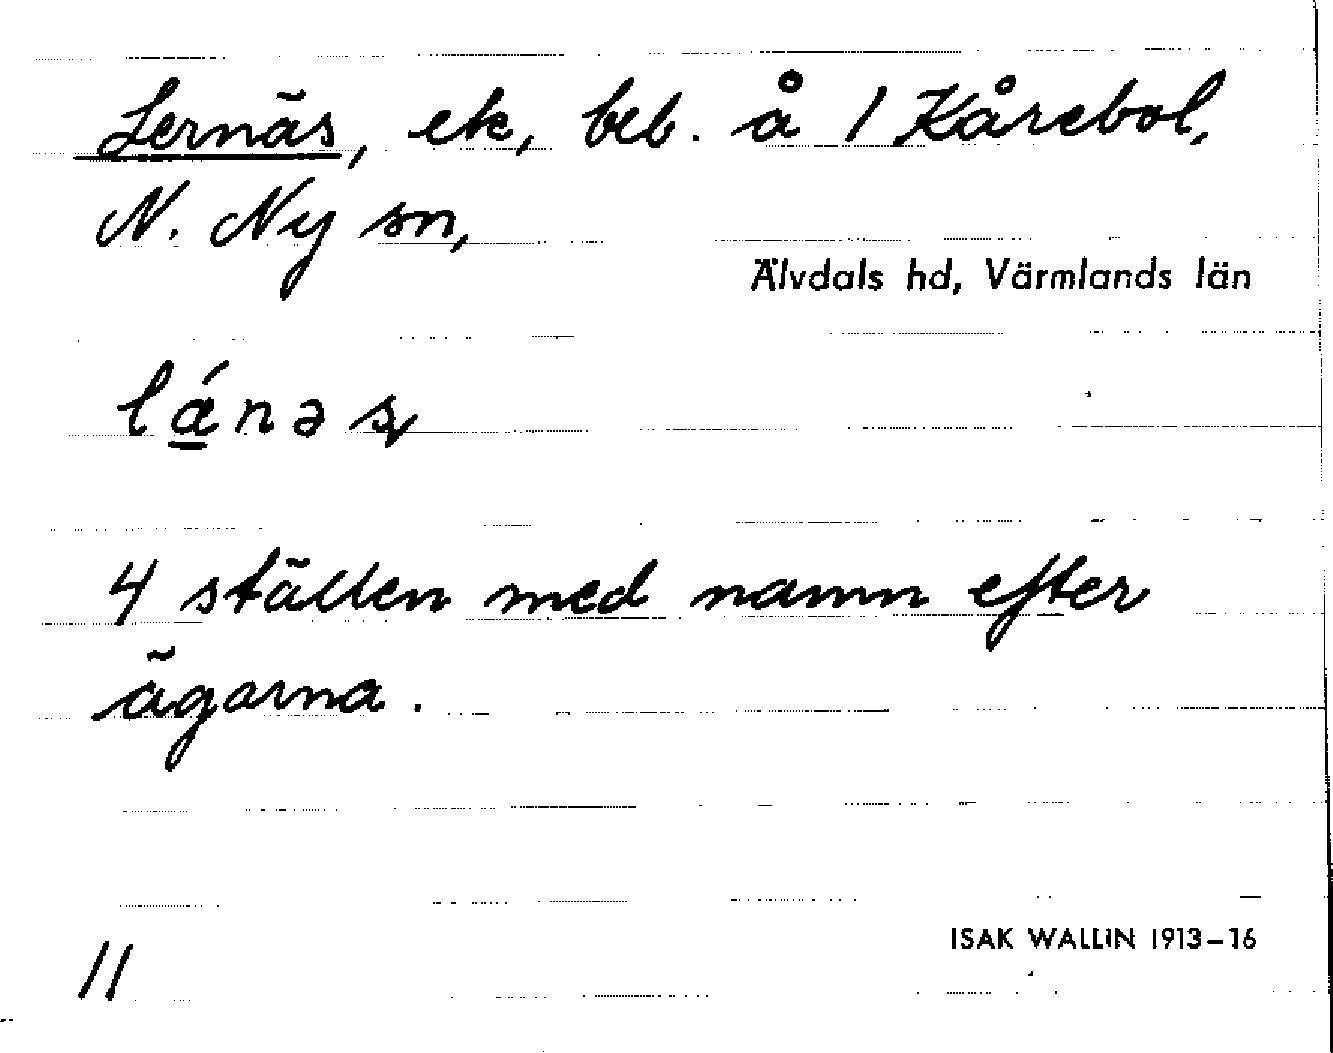 Lernäs, ek, beb. å 1 Kårebol,
N. Ny sn,
Älvdals hd, Värmlands län
lǽnəs
4 ställen med namn efter
ägarna.
ISAK WALLIN 1913–16
11